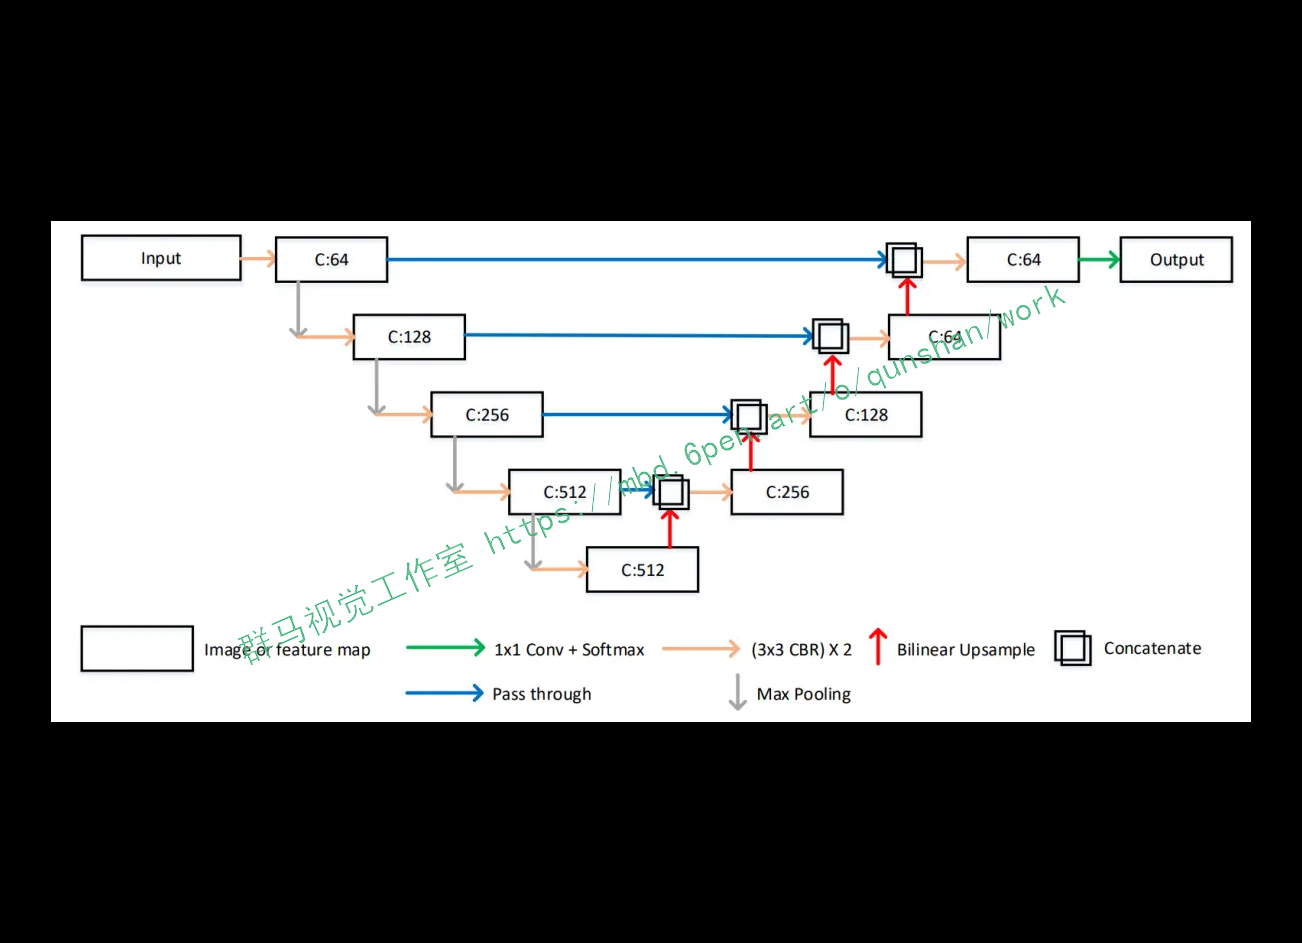 Input
C:64
C:64
Output
C:128
C:64
C:256
C:128
C:512
C:256
C:512
群马视觉工作室 https://mbd.6pen.art/o/qunshan/work
Image or feature map
1x1 Conv + Softmax
(3x3 CBR) X 2
Bilinear Upsample
Concatenate
Pass through
Max Pooling